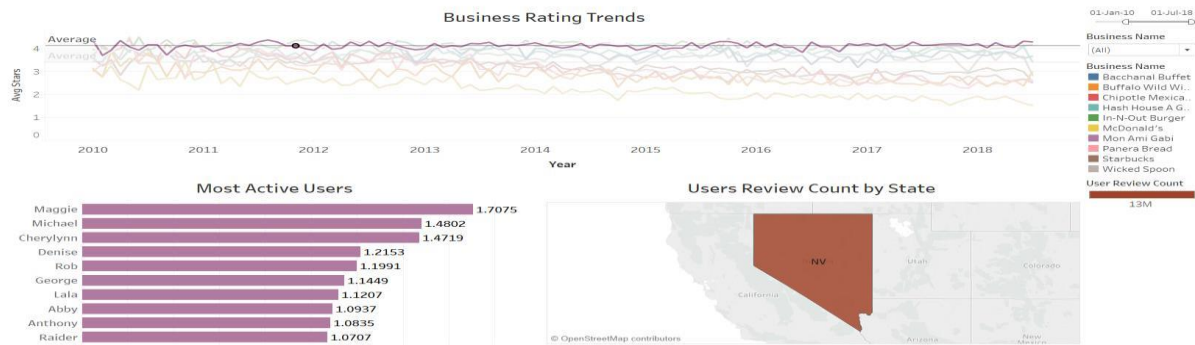 Business Rating Trends
01-Jan-10 01-Jul-18
Business Name
(All)
Average
Average
4
3
2
1
0
Avg Stars
2010 2011 2012 2013 2014 2015 2016 2017 2018
Year
Business Name
Bacchanal Buffet
Buffalo Wild Wi..
Chipotle Mexica..
Hash House A G..
In-N-Out Burger
McDonald's
Mon Ami Gabi
Panera Bread
Starbucks
Wicked Spoon
User Review Count
13M
Most Active Users
Maggie 1.7075
Michael 1.4802
Cherylynn 1.4719
Denise 1.2153
Rob 1.1991
George 1.1449
Lala 1.1207
Abby 1.0937
Anthony 1.0835
Raider 1.0707
Users Review Count by State
NV
Utah
Colorado
California
Arizona
New
Mexico
© OpenStreetMap contributors